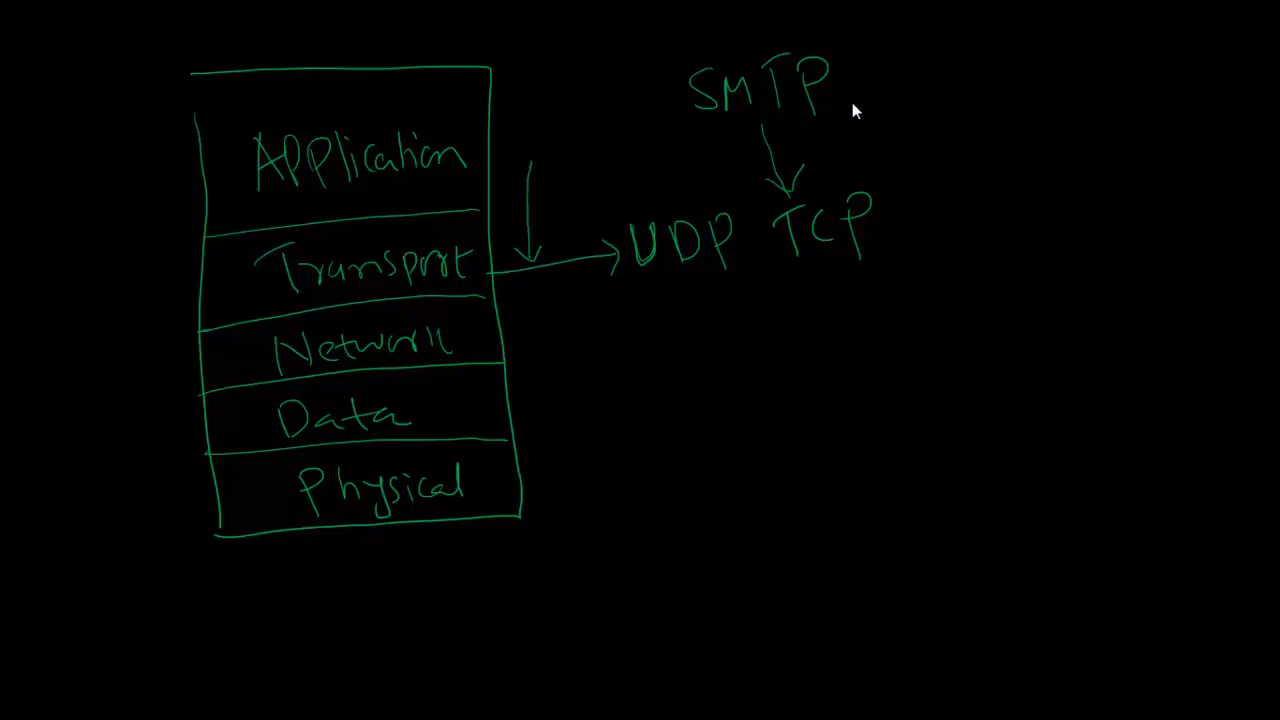 SMTP
Application
UDP TCP
Transport
Network
Data
Physical